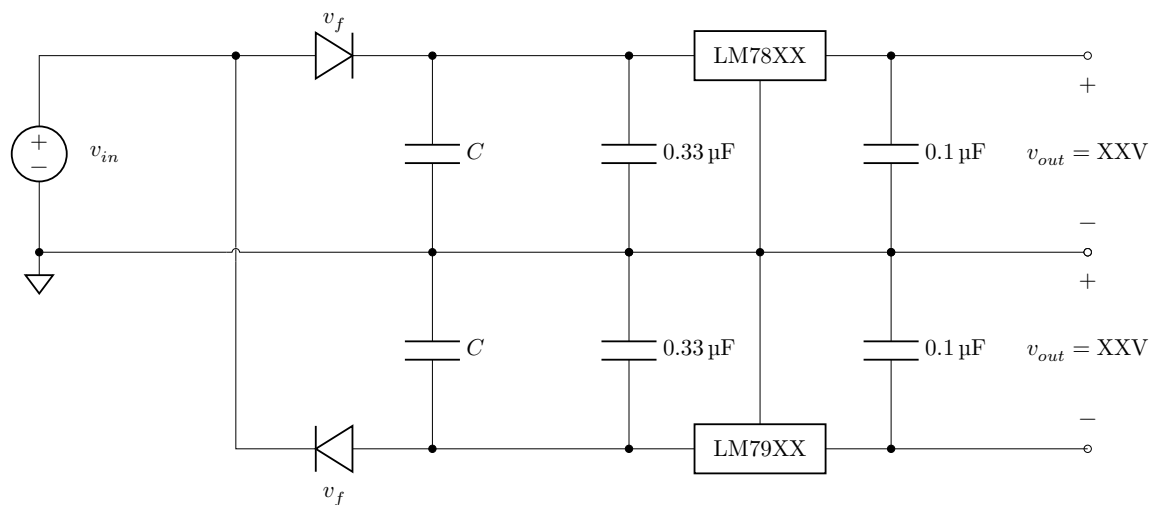 v_f
LM78XX
+
+
−
v_in
C
0.33 µF
0.1 µF
v_out = XXV
−
+
C
0.33 µF
0.1 µF
v_out = XXV
−
LM79XX
v_f